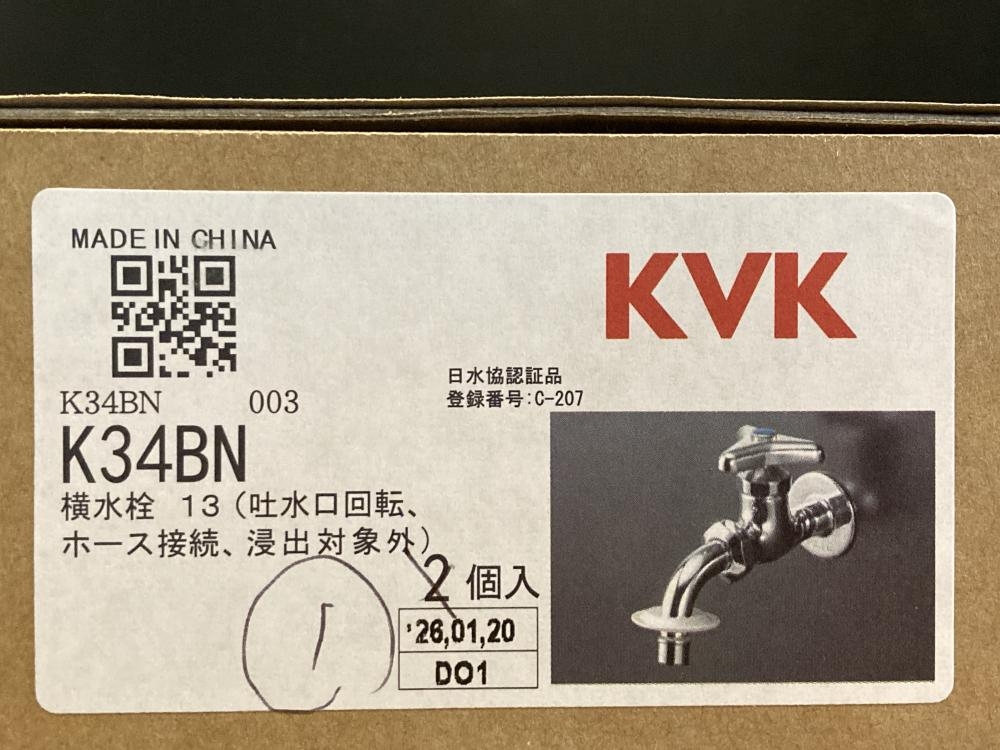 MADE IN CHINA
KVK
日水協認証品
登録番号:C-207
K34BN 003
K34BN
横水栓 13(吐水口回転、
ホース接続、浸出対象外)
2個入
1
'26,01,20
D01